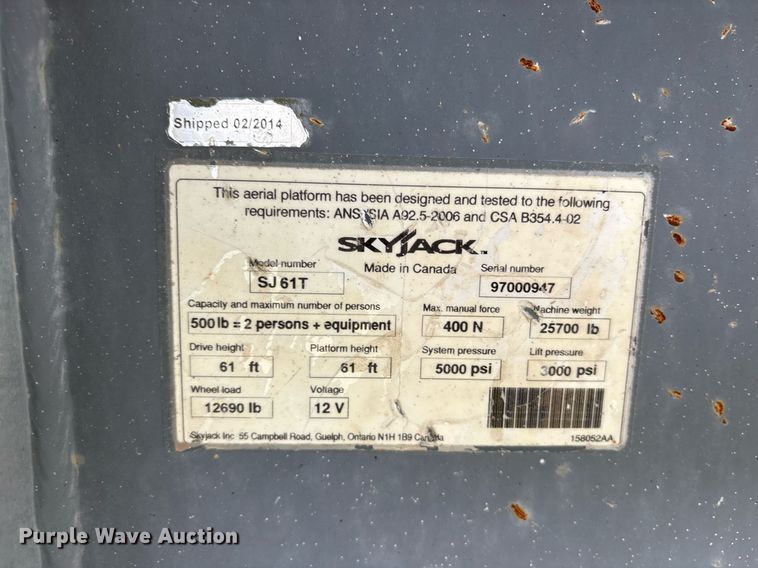 Shipped 02/2014
This aerial platform has been designed and tested to the following
requirements: ANSI/SIA A92.5-2006 and CSA B354.4-02
SKYJACK™
Made in Canada
Model number
SJ 61T
Serial number
97000947
Capacity and maximum number of persons
500 lb = 2 persons + equipment
Max. manual force
400 N
Machine weight
25700 lb
Drive height
61 ft
Platform height
61 ft
System pressure
5000 psi
Lift pressure
3000 psi
Wheel load
12690 lb
Voltage
12 V
Skyjack Inc. 55 Campbell Road, Guelph, Ontario N1H 1B9 Canada
158052AA
Purple Wave Auction